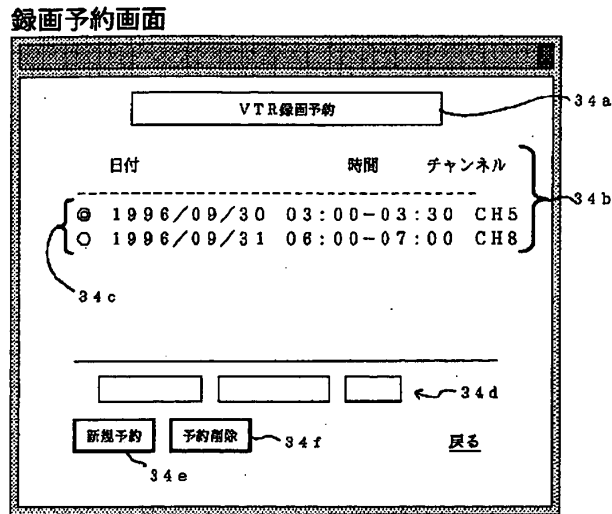 録画予約画面
VTR録画予約
34a
日付 時間 チャンネル
34b
◎ 1996/09/30 03:00-03:30 CH5
○ 1996/09/31 06:00-07:00 CH8
34c
34d
新規予約 予約削除 34f 戻る
34e